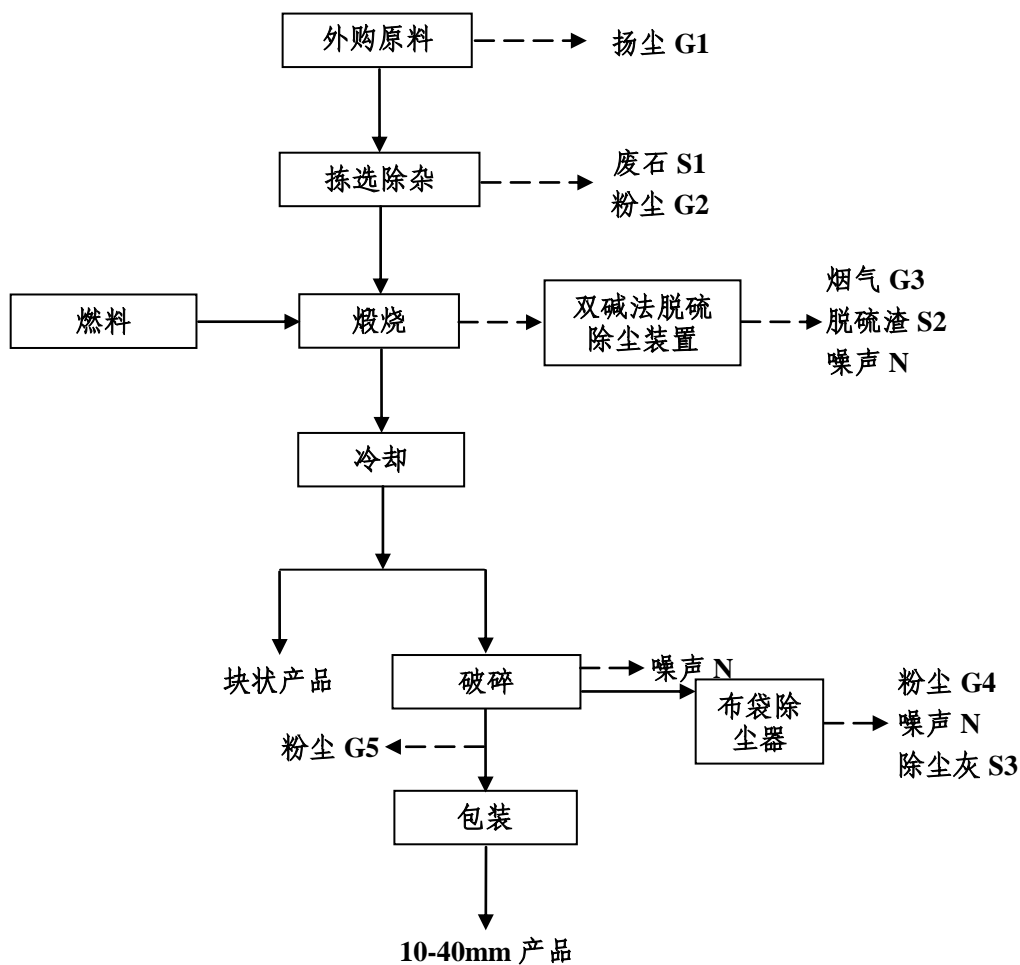 外购原料
扬尘 G1
拣选除杂
废石 S1
粉尘 G2
燃料
煅烧
双碱法脱硫
除尘装置
烟气 G3
脱硫渣 S2
噪声 N
冷却
块状产品
破碎
噪声 N
布袋除
尘器
粉尘 G4
噪声 N
除尘灰 S3
粉尘 G5
包装
10-40mm 产品